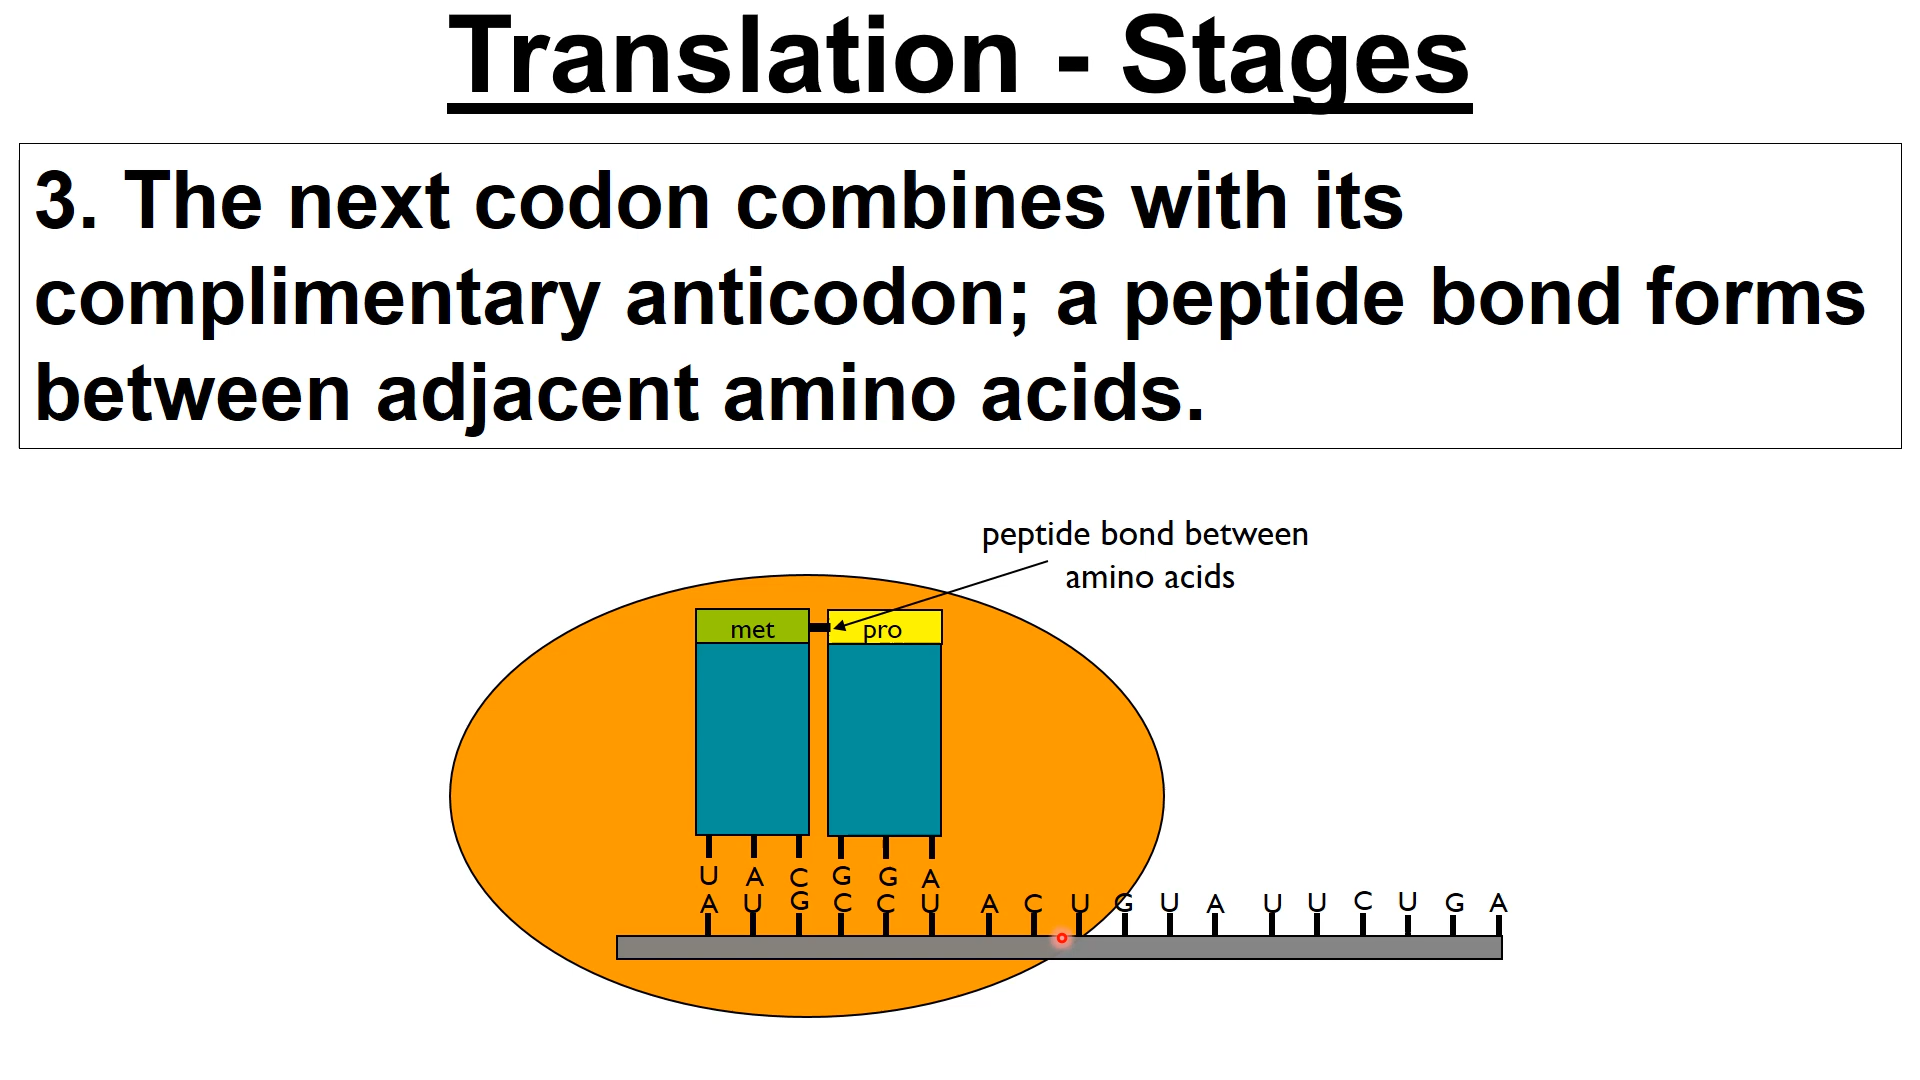 Translation - Stages
3. The next codon combines with its
complimentary anticodon; a peptide bond forms
between adjacent amino acids.
peptide bond between
amino acids
met pro
U A C G G A
A U G C C U A C U G U A U U C U G A